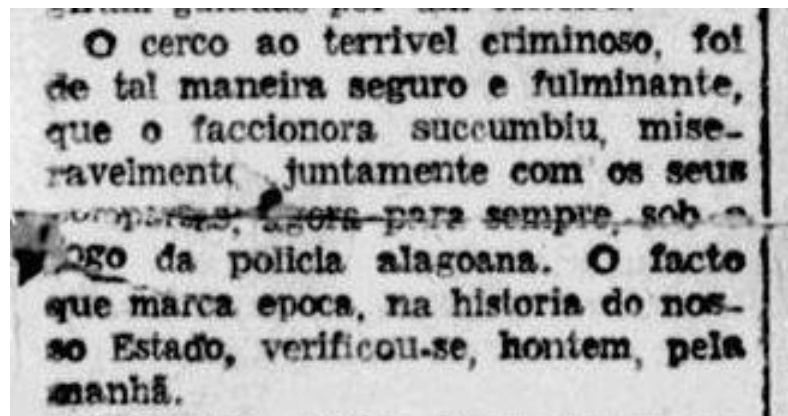 O cerco ao terrivel criminoso, foi
de tal maneira seguro e fulminante,
que o faccionora succumbiu, mise-
ravelmente juntamente com os seus
comparsas, agora para sempre, sob o
fogo da policia alagoana. O facto
que marca epoca, na historia do nos-
so Estado, verificou-se, hontem, pela
manhã.